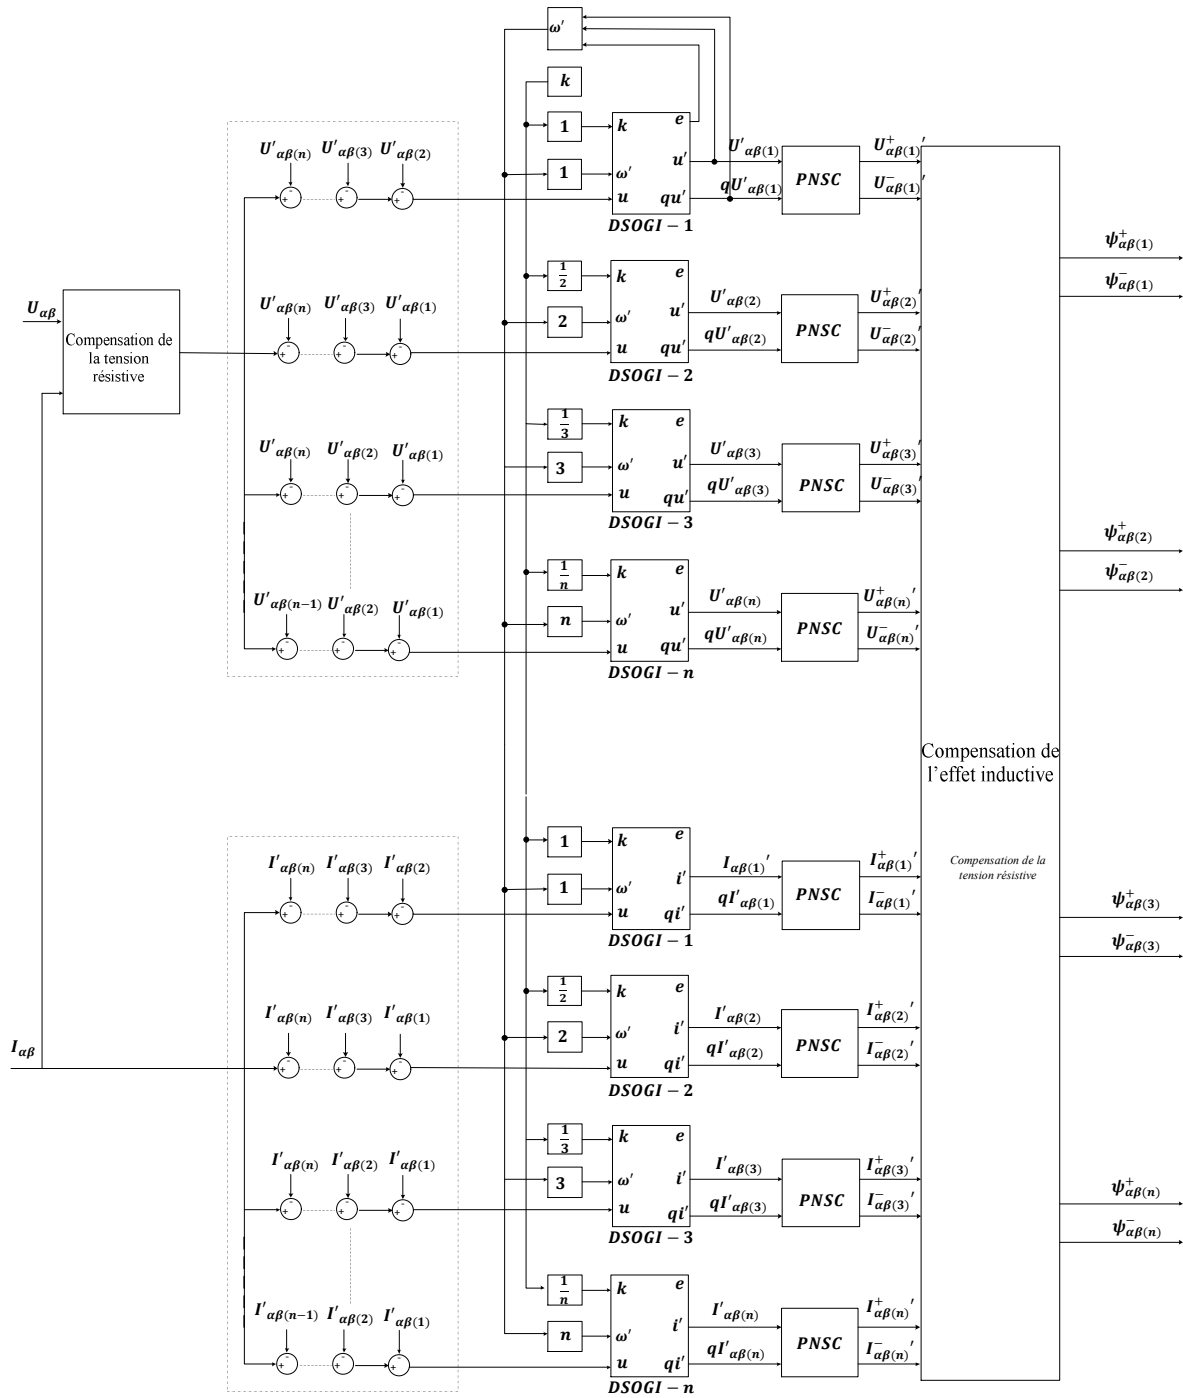 ω′
k
1
k
e
U′αβ(n)
U′αβ(3)
U′αβ(2)
1
ω′
u′
U′αβ(1)
PNSC
U⁺αβ(1)′
u
qu′
qU′αβ(1)
U⁻αβ(1)′
DSOGI − 1
ψ⁺αβ(1)
ψ⁻αβ(1)
1/2
k
e
U′αβ(n)
U′αβ(3)
U′αβ(1)
2
ω′
u′
U′αβ(2)
PNSC
U⁺αβ(2)′
u
qu′
qU′αβ(2)
U⁻αβ(2)′
DSOGI − 2
Uαβ
Compensation de
la tension
résistive
1/3
k
e
U′αβ(n)
U′αβ(2)
U′αβ(1)
3
ω′
u′
U′αβ(3)
PNSC
U⁺αβ(3)′
u
qu′
qU′αβ(3)
U⁻αβ(3)′
DSOGI − 3
ψ⁺αβ(2)
ψ⁻αβ(2)
1/n
k
e
U′αβ(n−1)
U′αβ(2)
U′αβ(1)
n
ω′
u′
U′αβ(n)
PNSC
U⁺αβ(n)′
u
qu′
qU′αβ(n)
U⁻αβ(n)′
DSOGI − n
Compensation de
l'effet inductive
1
k
e
I′αβ(n)
I′αβ(3)
I′αβ(2)
1
ω′
i′
Iαβ(1)′
PNSC
I⁺αβ(1)′
u
qi′
qI′αβ(1)
I⁻αβ(1)′
DSOGI − 1
Compensation de la
tension résistive
ψ⁺αβ(3)
ψ⁻αβ(3)
1/2
k
e
I′αβ(n)
I′αβ(3)
I′αβ(1)
2
ω′
i′
I′αβ(2)
PNSC
I⁺αβ(2)′
u
qi′
qI′αβ(2)
I⁻αβ(2)′
DSOGI − 2
Iαβ
1/3
k
e
I′αβ(n)
I′αβ(2)
I′αβ(1)
3
ω′
i′
I′αβ(3)
PNSC
I⁺αβ(3)′
u
qi′
qI′αβ(3)
I⁻αβ(3)′
DSOGI − 3
ψ⁺αβ(n)
ψ⁻αβ(n)
1/n
k
e
I′αβ(n−1)
I′αβ(2)
I′αβ(1)
n
ω′
i′
I′αβ(n)
PNSC
I⁺αβ(n)′
u
qi′
qI′αβ(n)
I⁻αβ(n)′
DSOGI − n